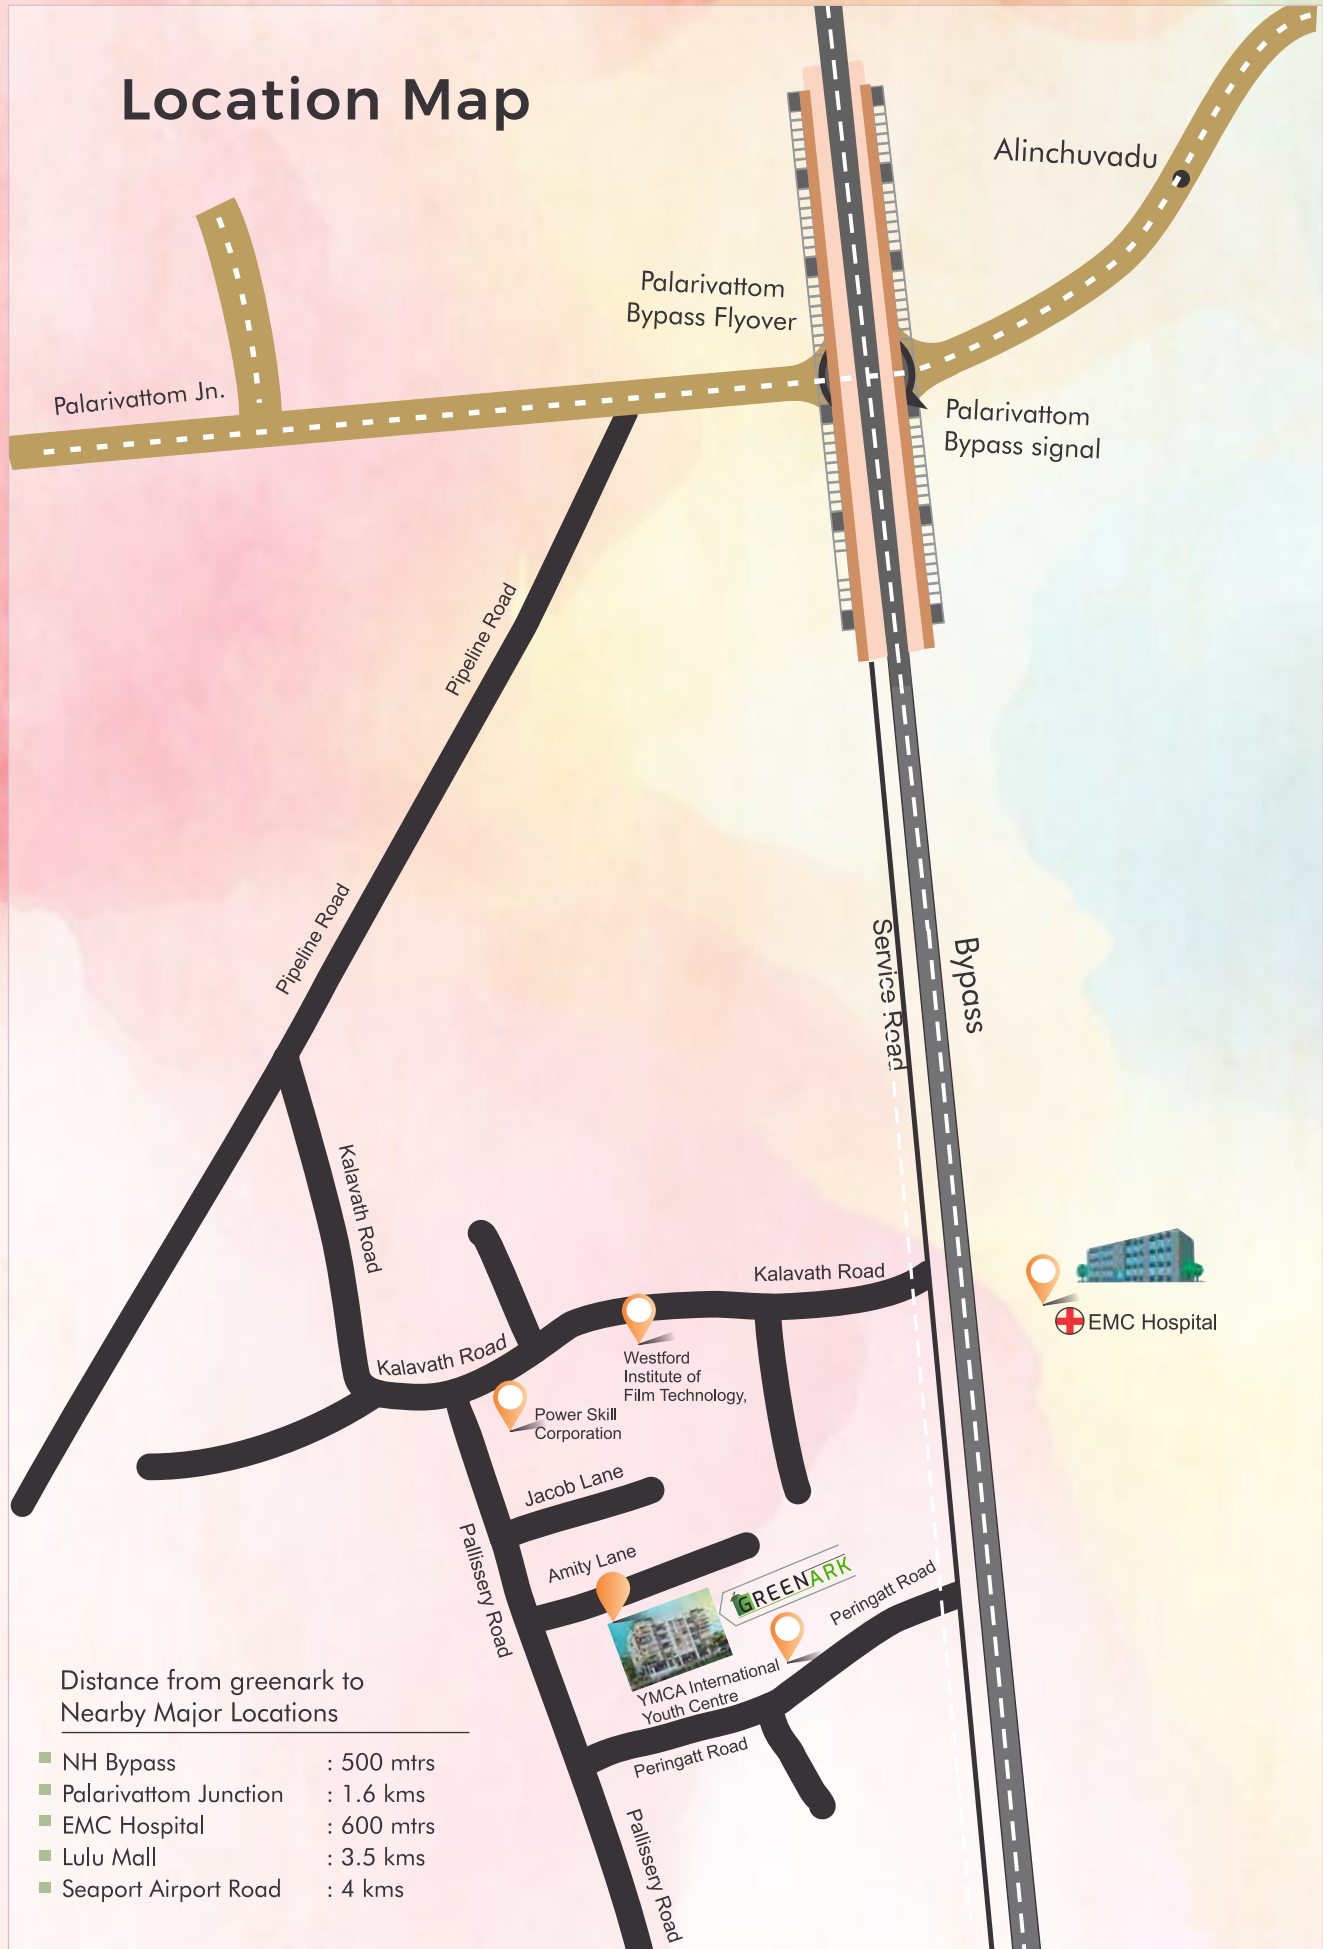 Location Map
Alinchuvadu
Palarivattom
Bypass Flyover
Palarivattom Jn.
Palarivattom
Bypass signal
Pipeline Road
Pipeline Road
Service Road
Bypass
Kalavath Road
Kalavath Road
EMC Hospital
Kalavath Road
Westford
Institute of
Film Technology,
Power Skill
Corporation
Jacob Lane
Pallissery Road
Amity Lane
GREENARK
Peringatt Road
YMCA International
Youth Centre
Peringatt Road
Pallissery Road
Distance from greenark to
Nearby Major Locations
NH Bypass : 500 mtrs
Palarivattom Junction : 1.6 kms
EMC Hospital : 600 mtrs
Lulu Mall : 3.5 kms
Seaport Airport Road : 4 kms